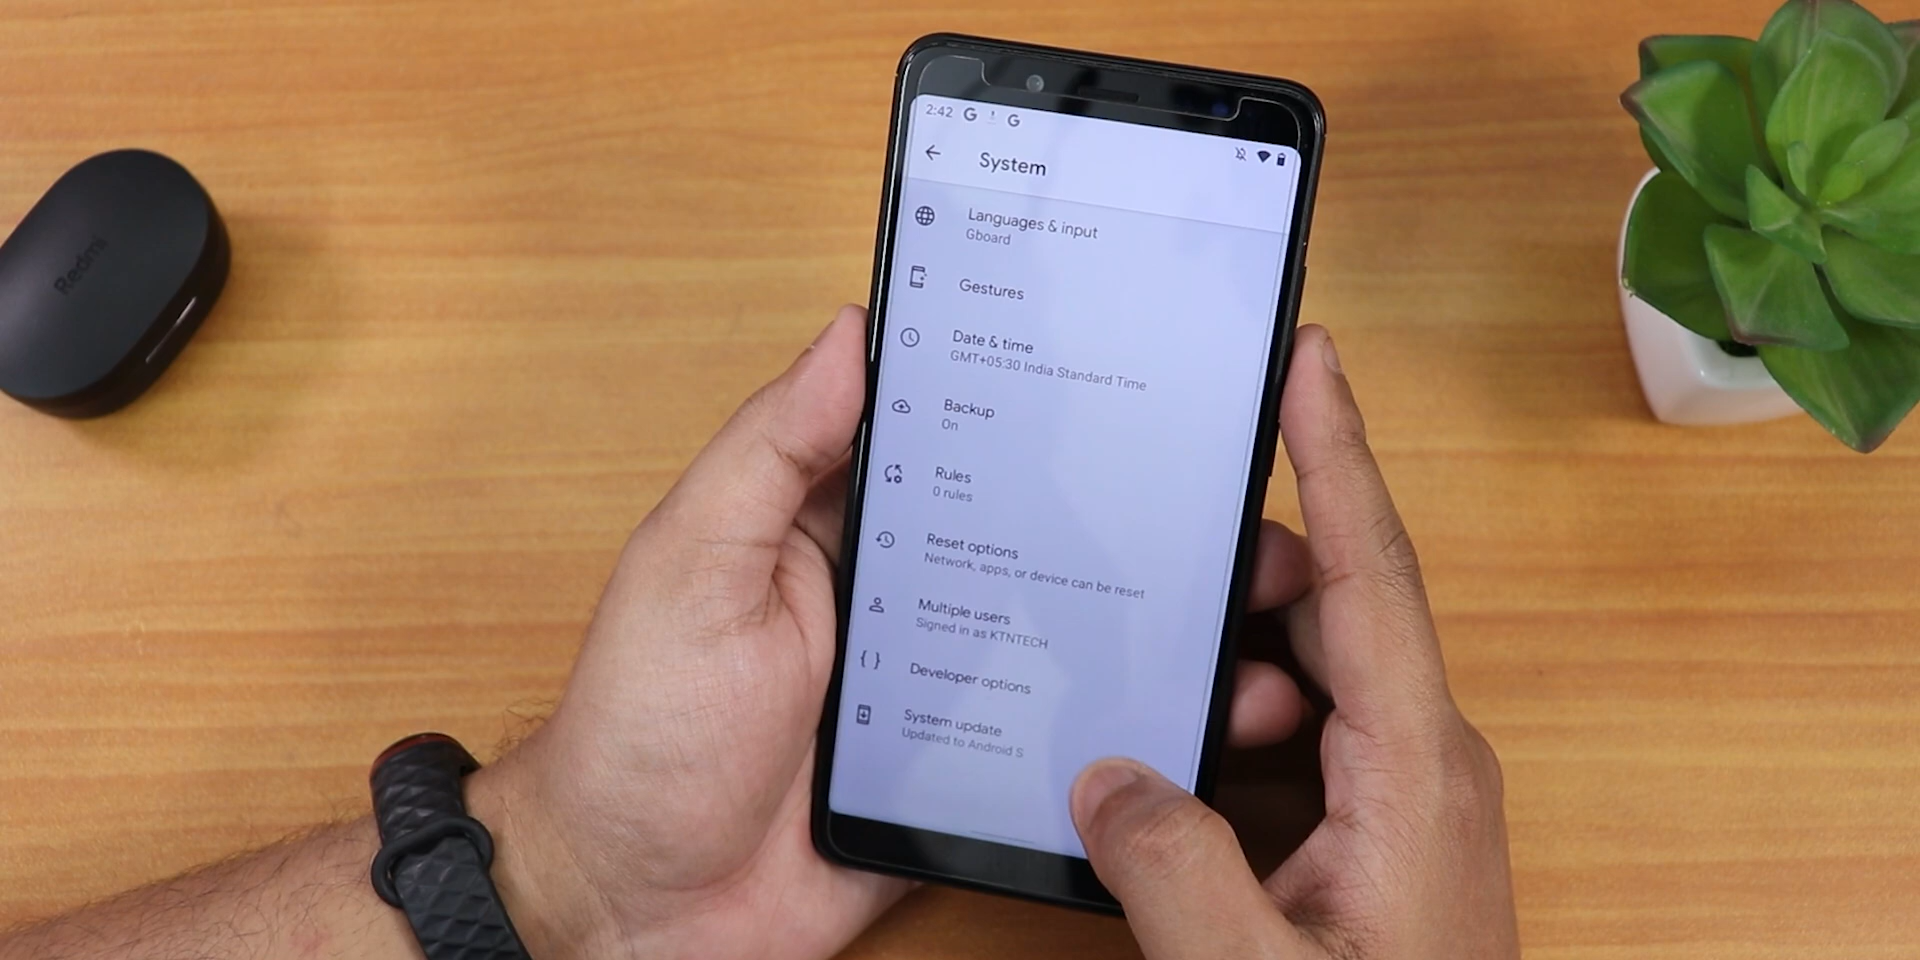 Redmi
2:42 G G
System
Languages & input
Gboard
Gestures
Date & time
GMT+05:30 India Standard Time
Backup
On
Rules
0 rules
Reset options
Network, apps, or device can be reset
Multiple users
Signed in as KTNTECH
{ } Developer options
System update
Updated to Android S